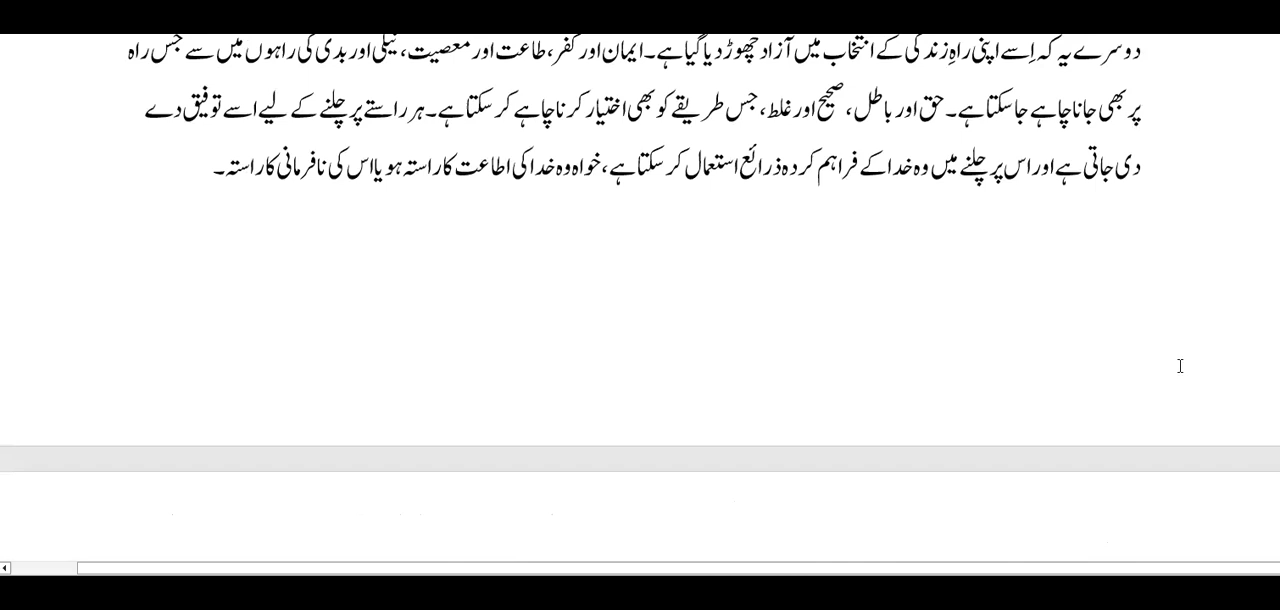 دوسرے یہ کہ اِسے اپنی راہِ زندگی کے انتخاب میں آزاد چھوڑ دیا گیا ہے۔ ایمان اور کفر، طاعت اور معصیت، نیکی اور بدی کی راہوں میں سے جس راہ
پر بھی جانا چاہے جا سکتا ہے۔ حق اور باطل، صحیح اور غلط، جس طریقے کو بھی اختیار کرنا چاہے کر سکتا ہے۔ ہر راستے پر چلنے کے لیے اسے توفیق دے
دی جاتی ہے اور اس پر چلنے میں وہ خدا کے فراہم کردہ ذرائع استعمال کر سکتا ہے، خواہ وہ خدا کی اطاعت کا راستہ ہو یا اس کی نافرمانی کا راستہ۔